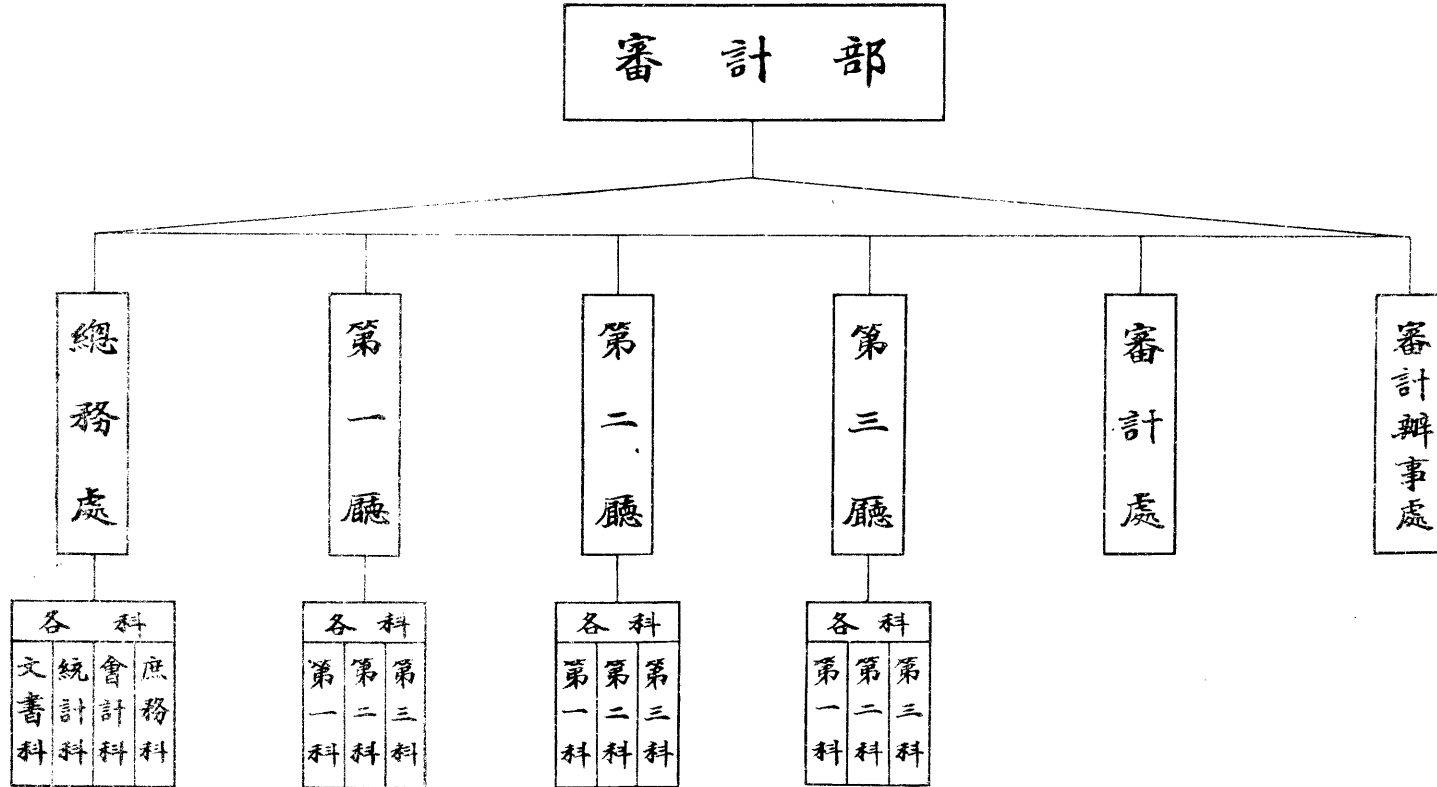 審計部
總務處
第一廳
第二廳
第三廳
審計處
審計辦事處
各科
文書科
統計科
會計科
庶務科
各科
第一科
第二科
第三科
各科
第一科
第二科
第三科
各科
第一科
第二科
第三科